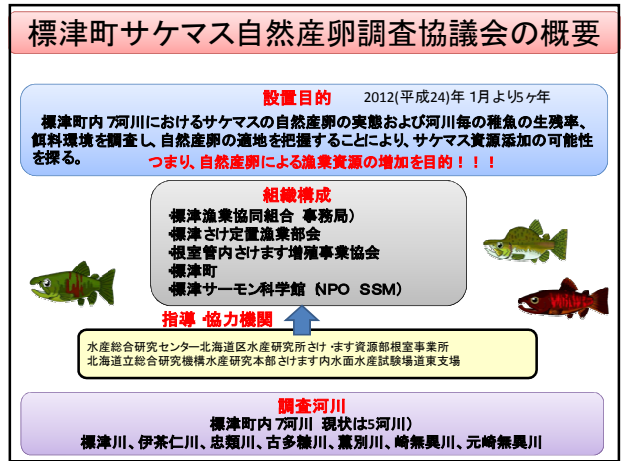 標津町サケマス自然産卵調査協議会の概要
設置目的 2012(平成24)年 1月より5ヶ年
標津町内 7河川におけるサケマスの自然産卵の実態および河川毎の稚魚の生残率、
餌料環境を調査し、自然産卵の適地を把握することにより、サケマス資源添加の可能性
を探る。 つまり、自然産卵による漁業資源の増加を目的！！！
組織構成
・標津漁業協同組合 事務局）
・標津さけ定置漁業部会
・根室管内さけます増殖事業協会
・標津町
・標津サーモン科学館 （NPO SSM）
指導・協力機関
水産総合研究センター北海道区水産研究所さけ・ます資源部根室事業所
北海道立総合研究機構水産研究本部さけます内水面水産試験場道東支場
調査河川
標津町内 7河川 現状は5河川）
標津川、伊茶仁川、忠類川、古多糠川、薫別川、崎無異川、元崎無異川